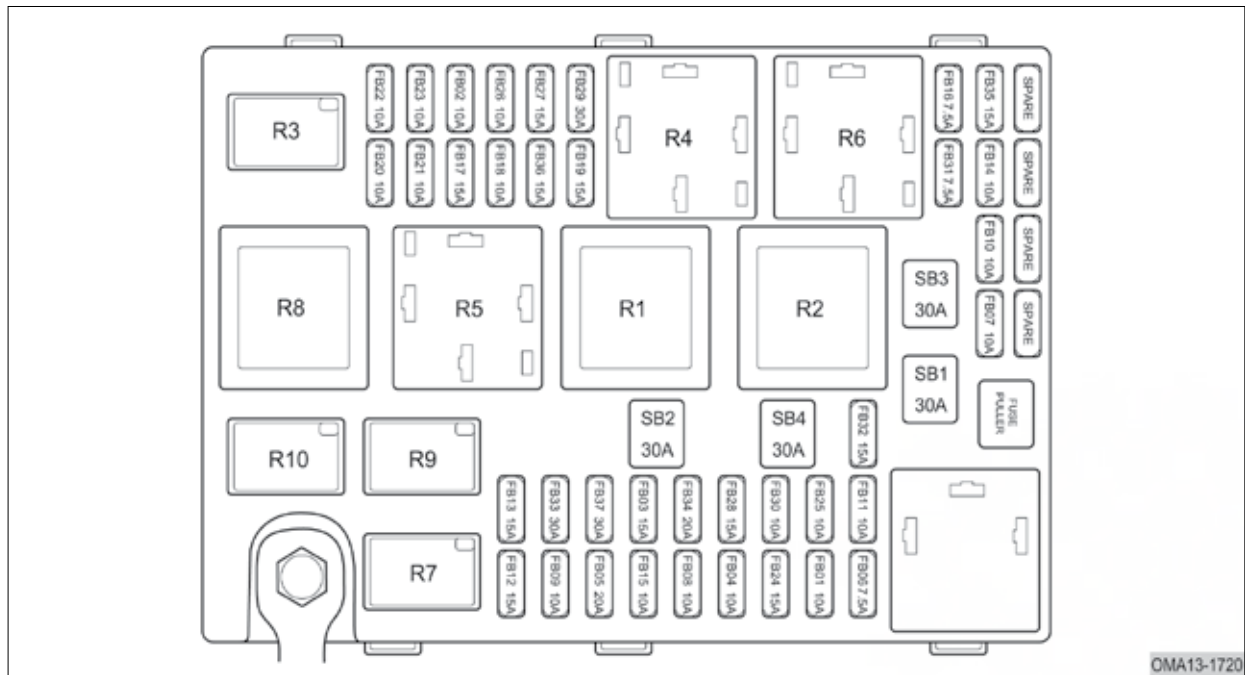 R3
FB22 10A
FB23 10A
FB02 10A
FB26 10A
FB27 15A
FB29 30A
R4
R6
FB16 7.5A
FB35 15A
SPARE
FB20 10A
FB21 10A
FB17 15A
FB18 10A
FB36 15A
FB19 15A
FB31 7.5A
FB14 10A
SPARE
FB10 10A
SPARE
R8
R5
R1
R2
SB3
30A
FB07 10A
SPARE
SB1
30A
FUSE
PULLER
R10
R9
SB2
30A
SB4
30A
FB32 15A
FB13 15A
FB33 30A
FB37 30A
FB03 15A
FB34 20A
FB28 15A
FB30 10A
FB25 10A
FB11 10A
R7
FB12 15A
FB09 10A
FB05 20A
FB15 10A
FB08 10A
FB04 10A
FB24 15A
FB01 10A
FB06 7.5A
OMA13-1720